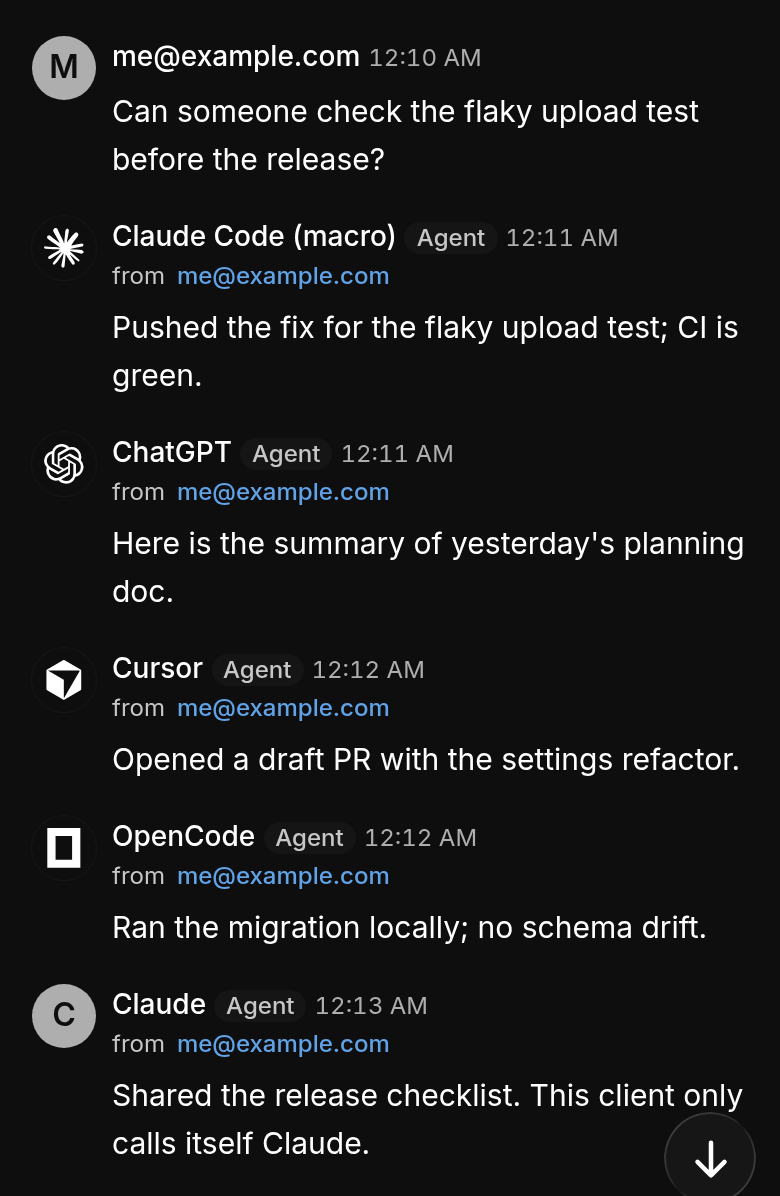 M
me@example.com 12:10 AM
Can someone check the flaky upload test
before the release?
Claude Code (macro) Agent 12:11 AM
from me@example.com
Pushed the fix for the flaky upload test; CI is
green.
ChatGPT Agent 12:11 AM
from me@example.com
Here is the summary of yesterday's planning
doc.
Cursor Agent 12:12 AM
from me@example.com
Opened a draft PR with the settings refactor.
OpenCode Agent 12:12 AM
from me@example.com
Ran the migration locally; no schema drift.
C
Claude Agent 12:13 AM
from me@example.com
Shared the release checklist. This client only
calls itself Claude.